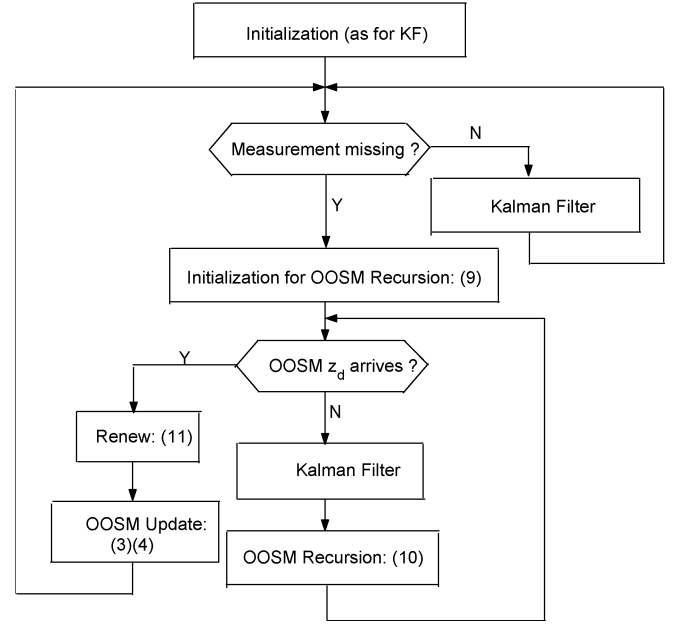 Initialization (as for KF)
Measurement missing ?
N
Kalman Filter
Y
Initialization for OOSM Recursion: (9)
OOSM z_d arrives ?
Y
N
Renew: (11)
Kalman Filter
OOSM Update:
(3)(4)
OOSM Recursion: (10)